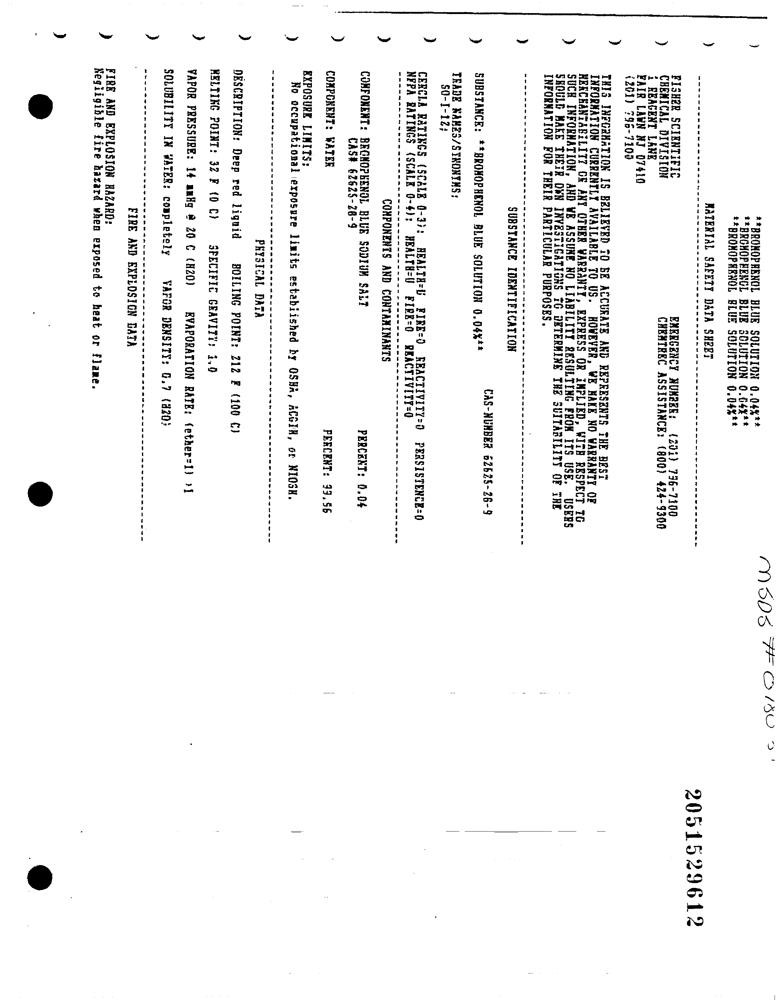 MSDS #
**BROMOPHENOL BLUE SOLUTION 0.04%**
**BROMOPHENOL BLUE SOLUTION 0.04%**
**BROMOPHENOL BLUE SOLUTION 0.04%**
MATERIAL SAFETY DATA SHEET
FISHER SCIENTIFIC
CHEMICAL DIVISION
1 REAGENT LANE
FAIR LAWN NJ 07410
(201) 796-7100
EMERGENCY NUMBER: (201) 796-7100
CHEMTREC ASSISTANCE: (800) 424-9300
THIS INFORMATION IS BELIEVED TO BE ACCURATE AND REPRESENTS THE BEST
INFORMATION CURRENTLY AVAILABLE TO US. HOWEVER, WE MAKE NO WARRANTY OF
MERCHANTABILITY OR ANY OTHER WARRANTY, EXPRESS OR IMPLIED, WITH RESPECT TO
SUCH INFORMATION, AND WE ASSUME NO LIABILITY RESULTING FROM ITS USE. USERS
SHOULD MAKE THEIR OWN INVESTIGATIONS TO DETERMINE THE SUITABILITY OF THE
INFORMATION FOR THEIR PARTICULAR PURPOSES.
SUBSTANCE IDENTIFICATION
SUBSTANCE: **BROMOPHENOL BLUE SOLUTION 0.04%** CAS-NUMBER 62625-28-9
TRADE NAMES/SYNONYMS:
SO-I-12;
CERCLA RATINGS (SCALE 0-3): HEALTH=U FIRE=0 REACTIVITY=0 PERSISTENCE=0
NFPA RATINGS (SCALE 0-4): HEALTH=U FIRE=0 REACTIVITY=0
COMPONENTS AND CONTAMINANTS
COMPONENT: BROMOPHENOL BLUE SODIUM SALT PERCENT: 0.04
CAS# 62625-28-9
COMPONENT: WATER PERCENT: 99.96
EXPOSURE LIMITS:
No occupational exposure limits established by OSHA, ACGIH, or NIOSH.
PHYSICAL DATA
DESCRIPTION: Deep red liquid BOILING POINT: 212 F (100 C)
MELTING POINT: 32 F (0 C) SPECIFIC GRAVITY: 1.0
VAPOR PRESSURE: 14 mmHg @ 20 C (H2O) EVAPORATION RATE: (ether=1) >1
SOLUBILITY IN WATER: completely VAPOR DENSITY: 0.7 (H2O);
FIRE AND EXPLOSION DATA
FIRE AND EXPLOSION HAZARD:
Negligible fire hazard when exposed to heat or flame.
2051529612